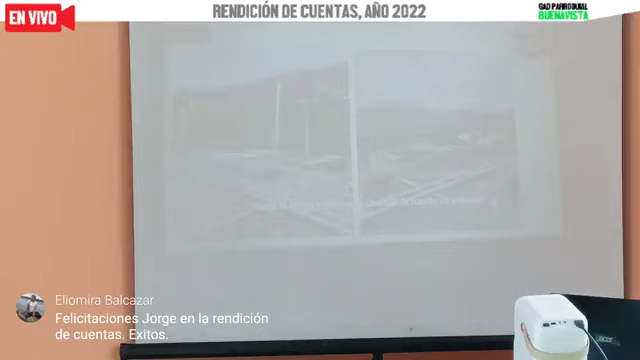 EN VIVO
RENDICIÓN DE CUENTAS, AÑO 2022
GAD PARROQUIAL
BUENAVISTA
Eliomira Balcazar
Felicitaciones Jorge en la rendición
de cuentas. Exitos.
acer